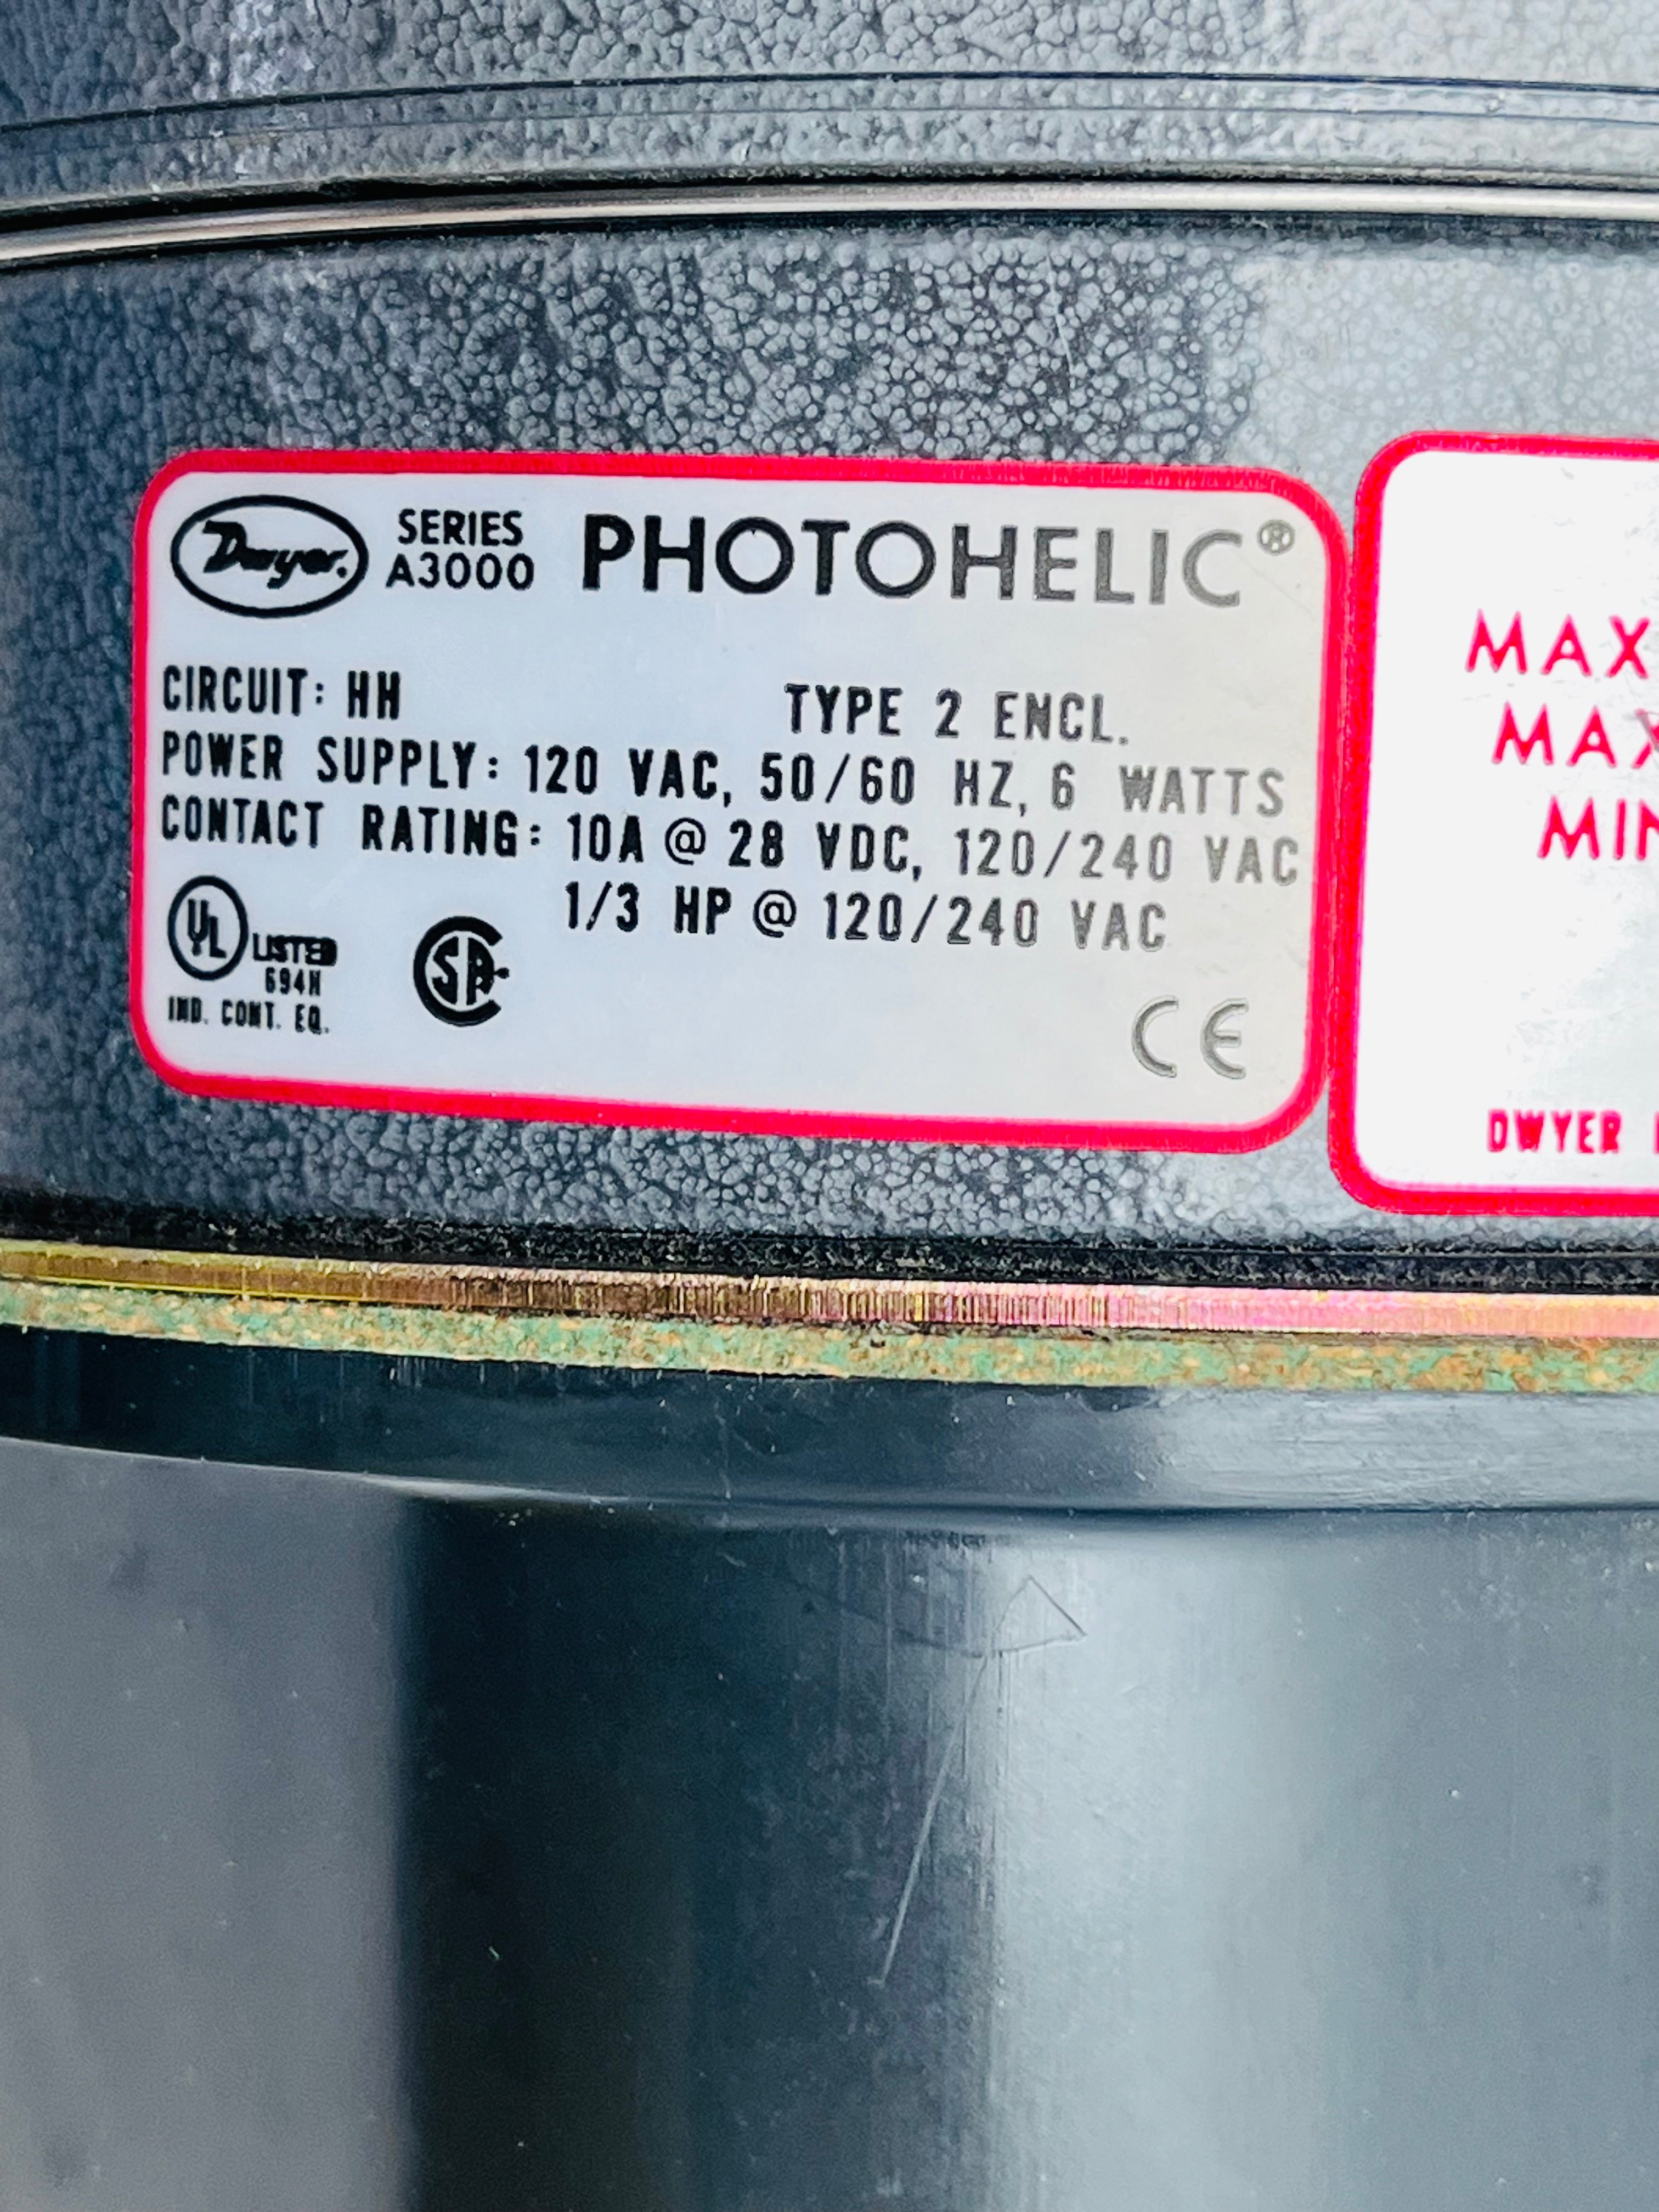 Dwyer.
SERIES
A3000
PHOTOHELIC®
CIRCUIT: HH TYPE 2 ENCL.
POWER SUPPLY: 120 VAC, 50/60 HZ, 6 WATTS
CONTACT RATING: 10A @ 28 VDC, 120/240 VAC
1/3 HP @ 120/240 VAC
UL LISTED
694H
IND. CONT. EQ.
SA
CE
MAX
MAX
MIN
DWYER